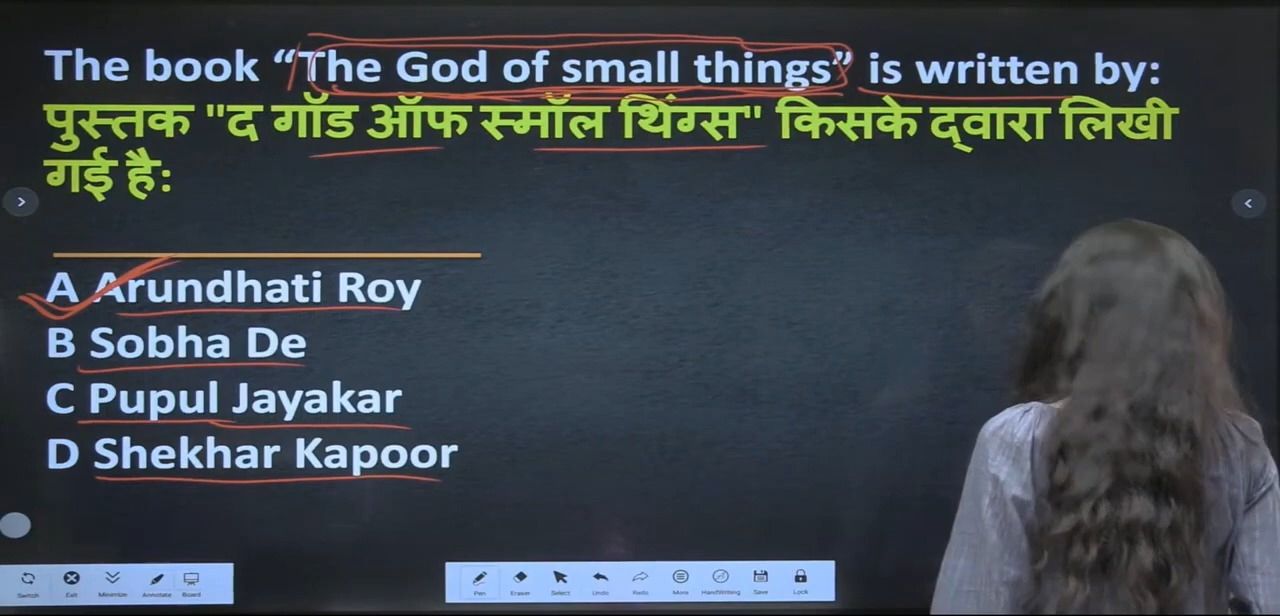 The book “The God of small things” is written by:
पुस्तक "द गॉड ऑफ स्मॉल थिंग्स" किसके द्वारा लिखी
गई है:
A Arundhati Roy
B Sobha De
C Pupul Jayakar
D Shekhar Kapoor
Switch Exit Minimize Annotate Board
Pen Eraser Select Undo Redo More HandWriting Save Lock